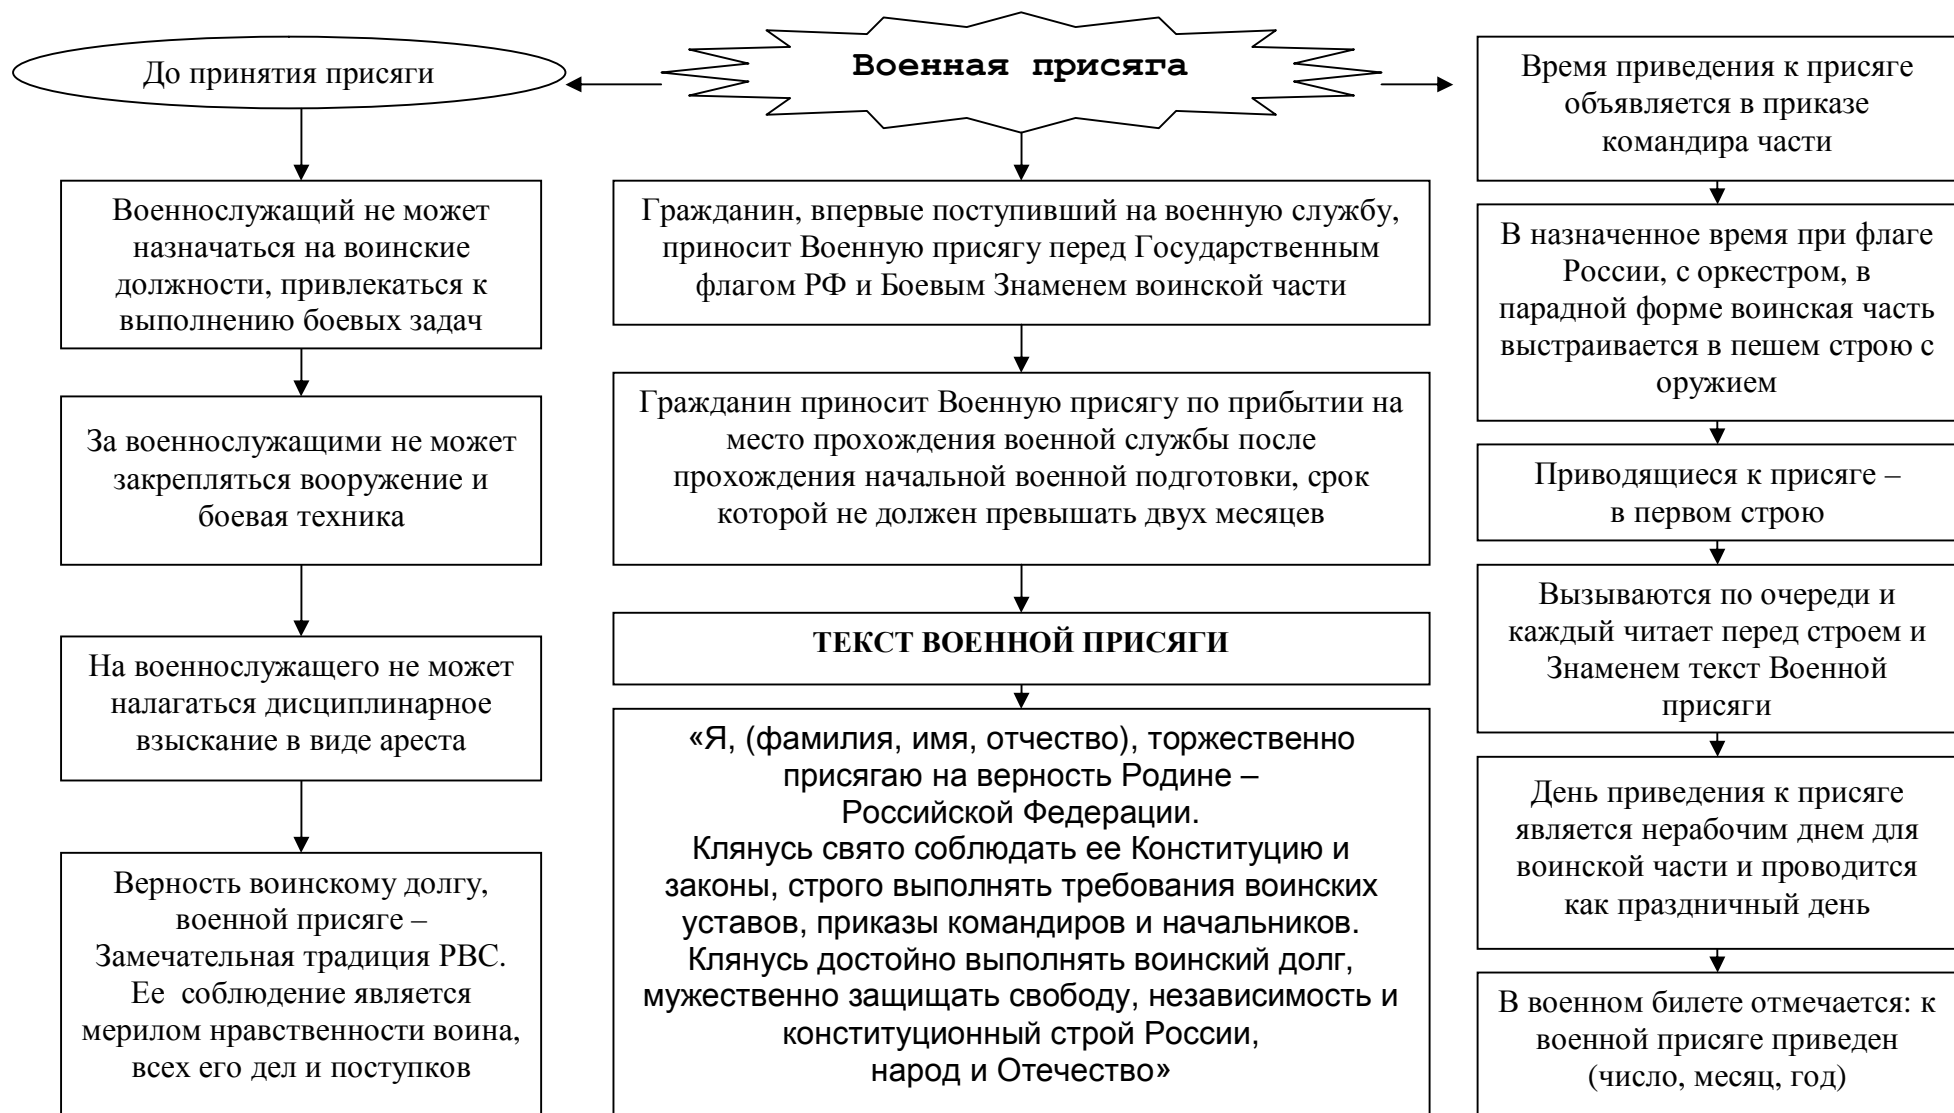 Военная присяга
До принятия присяги
Военнослужащий не может
назначаться на воинские
должности, привлекаться к
выполнению боевых задач
За военнослужащими не может
закрепляться вооружение и
боевая техника
На военнослужащего не может
налагаться дисциплинарное
взыскание в виде ареста
Верность воинскому долгу,
военной присяге –
Замечательная традиция РВС.
Ее соблюдение является
мерилом нравственности воина,
всех его дел и поступков
Гражданин, впервые поступивший на военную службу,
приносит Военную присягу перед Государственным
флагом РФ и Боевым Знаменем воинской части
Гражданин приносит Военную присягу по прибытии на
место прохождения военной службы после
прохождения начальной военной подготовки, срок
которой не должен превышать двух месяцев
ТЕКСТ ВОЕННОЙ ПРИСЯГИ
«Я, (фамилия, имя, отчество), торжественно
присягаю на верность Родине –
Российской Федерации.
Клянусь свято соблюдать ее Конституцию и
законы, строго выполнять требования воинских
уставов, приказы командиров и начальников.
Клянусь достойно выполнять воинский долг,
мужественно защищать свободу, независимость и
конституционный строй России,
народ и Отечество»
Время приведения к присяге
объявляется в приказе
командира части
В назначенное время при флаге
России, с оркестром, в
парадной форме воинская часть
выстраивается в пешем строю с
оружием
Приводящиеся к присяге –
в первом строю
Вызываются по очереди и
каждый читает перед строем и
Знаменем текст Военной
присяги
День приведения к присяге
является нерабочим днем для
воинской части и проводится
как праздничный день
В военном билете отмечается: к
военной присяге приведен
(число, месяц, год)